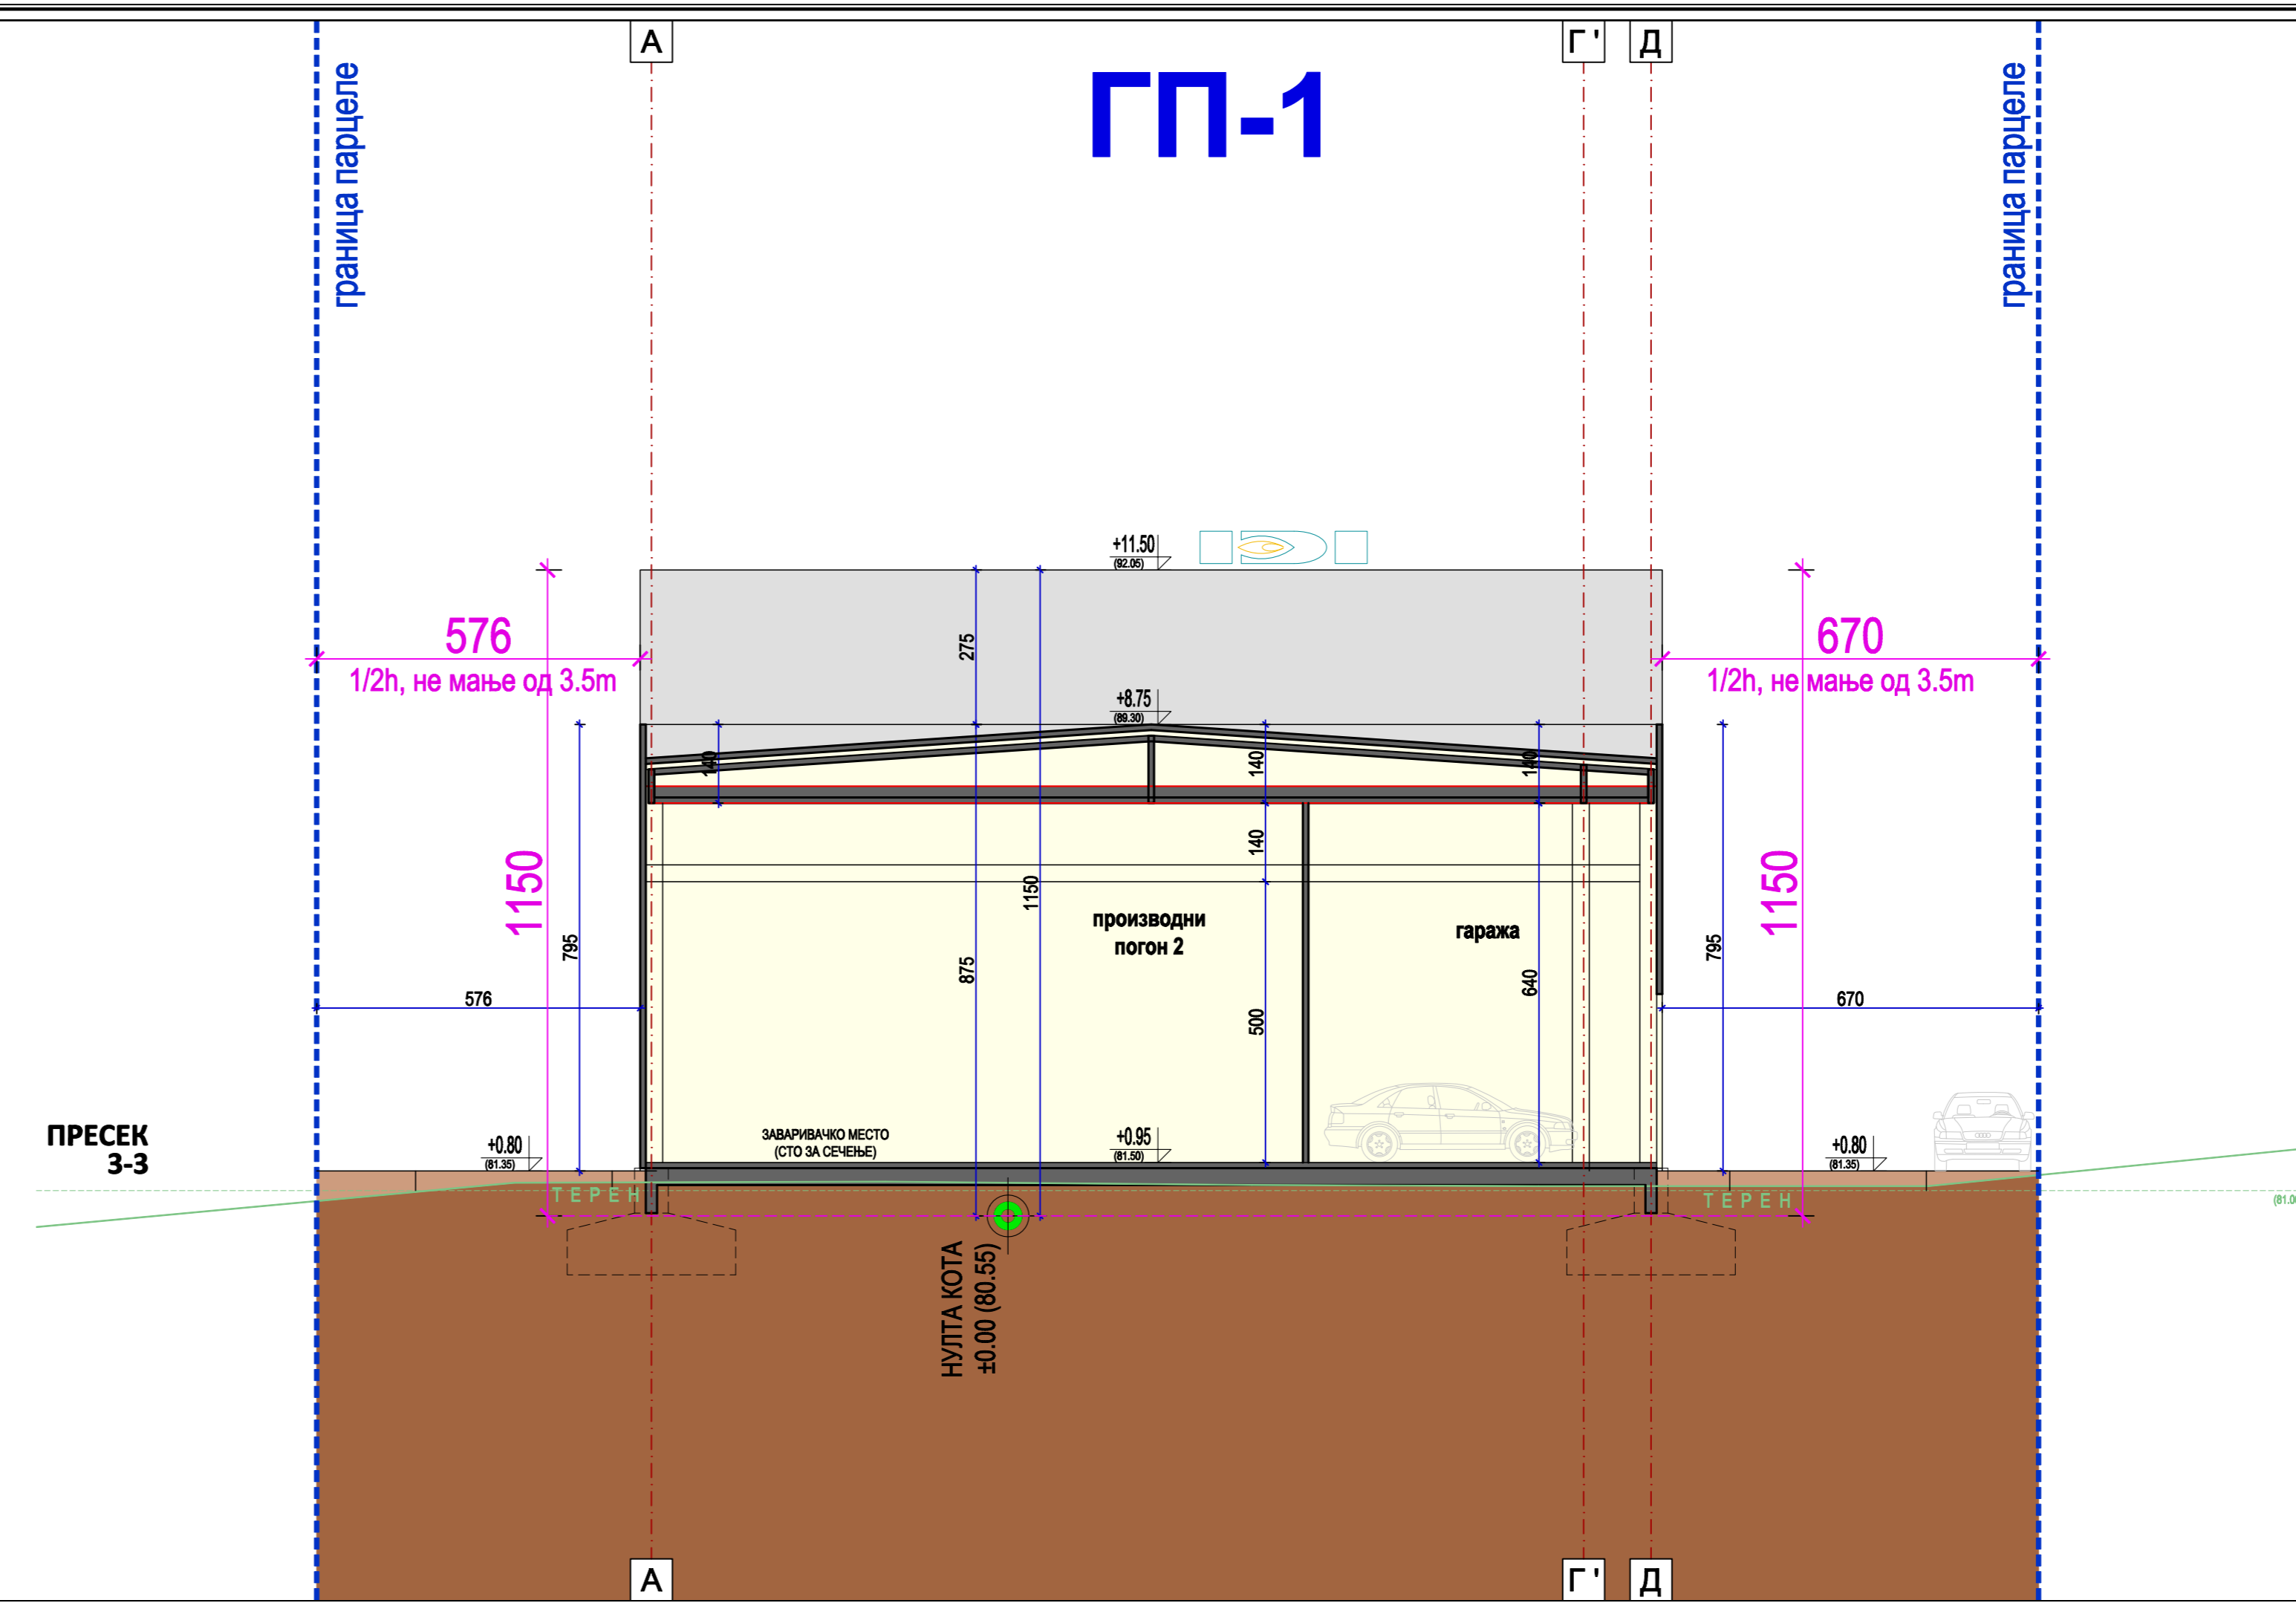 А
Г'
Д
ГП-1
граница парцеле
граница парцеле
+11.50
(92.05)
576
1/2h, не мање од 3.5m
670
1/2h, не мање од 3.5m
275
+8.75
(89.30)
140
140
140
140
1150
1150
1150
795
795
875
производни
погон 2
гаража
640
500
576
670
ПРЕСЕК
3-3
+0.80
(81.35)
ЗАВАРИВАЧКО МЕСТО
(СТО ЗА СЕЧЕЊЕ)
+0.95
(81.50)
+0.80
(81.35)
ТЕРЕН
ТЕРЕН
НУЛТА КОТА
±0.00 (80.55)
А
Г'
Д